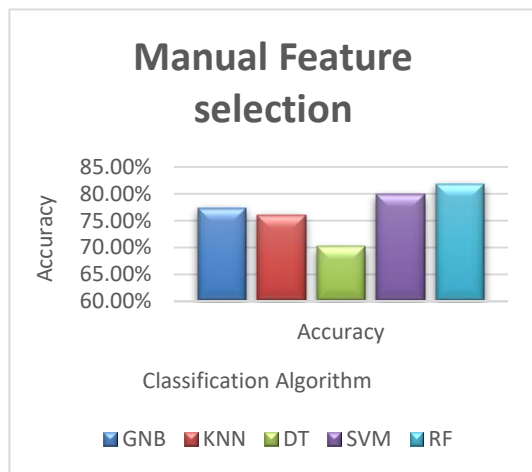 Manual Feature
selection
85.00%
80.00%
75.00%
70.00%
65.00%
60.00%
Accuracy
Accuracy
Classification Algorithm
GNB KNN DT SVM RF